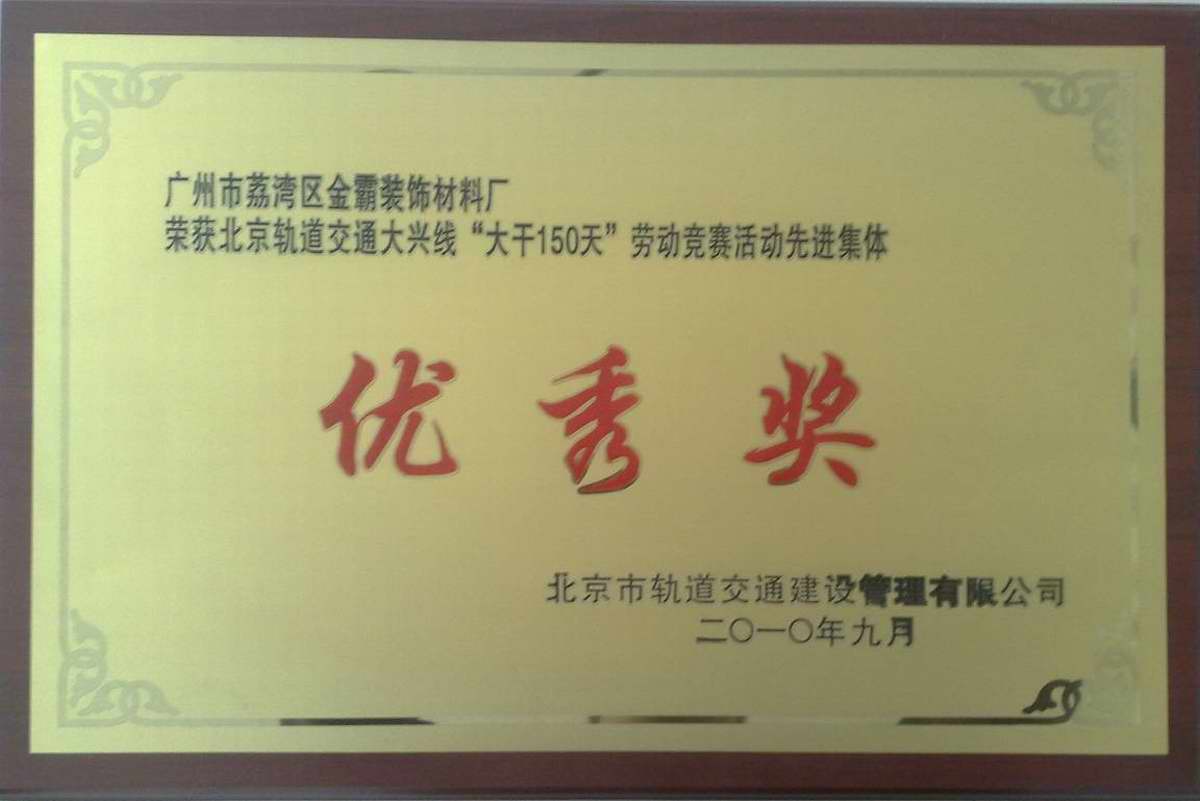 广州市荔湾区金霸装饰材料厂
荣获北京轨道交通大兴线“大干150天”劳动竞赛活动先进集体
优秀奖
北京市轨道交通建设管理有限公司
二〇一〇年九月